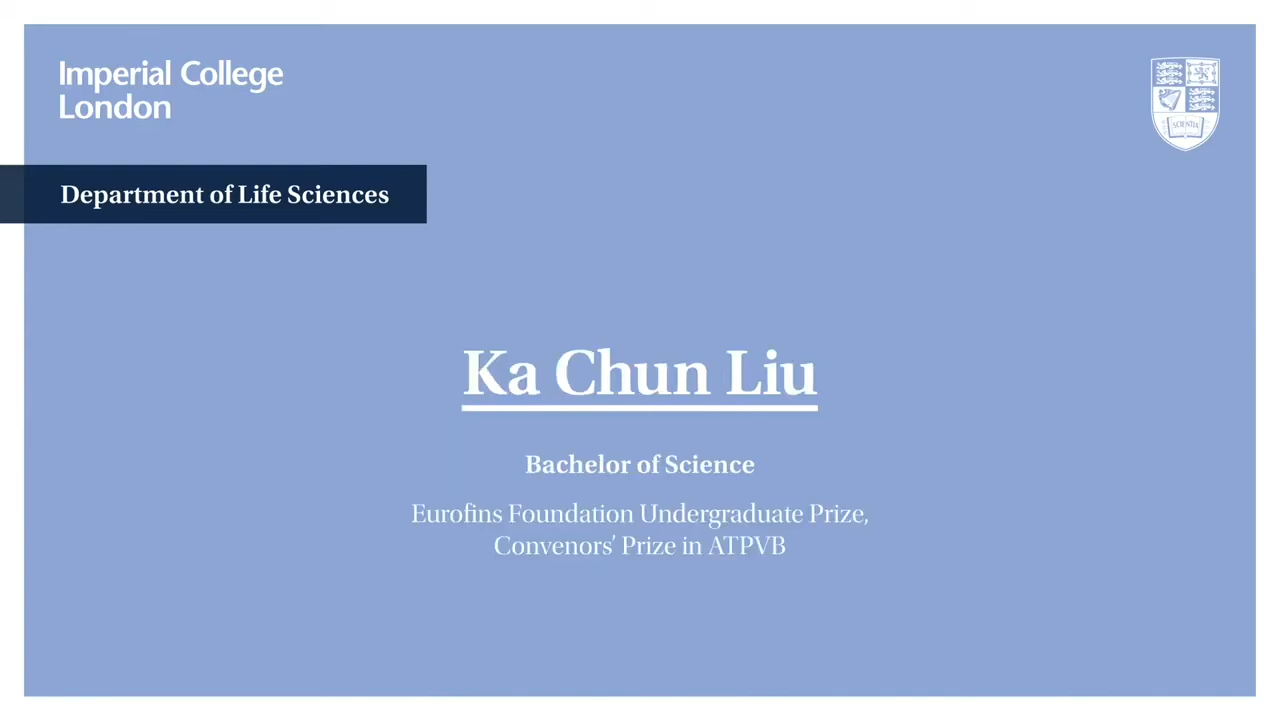 Imperial College
London
SCIENTIA
Department of Life Sciences
Ka Chun Liu
Bachelor of Science
Eurofins Foundation Undergraduate Prize,
Convenors’ Prize in ATPVB